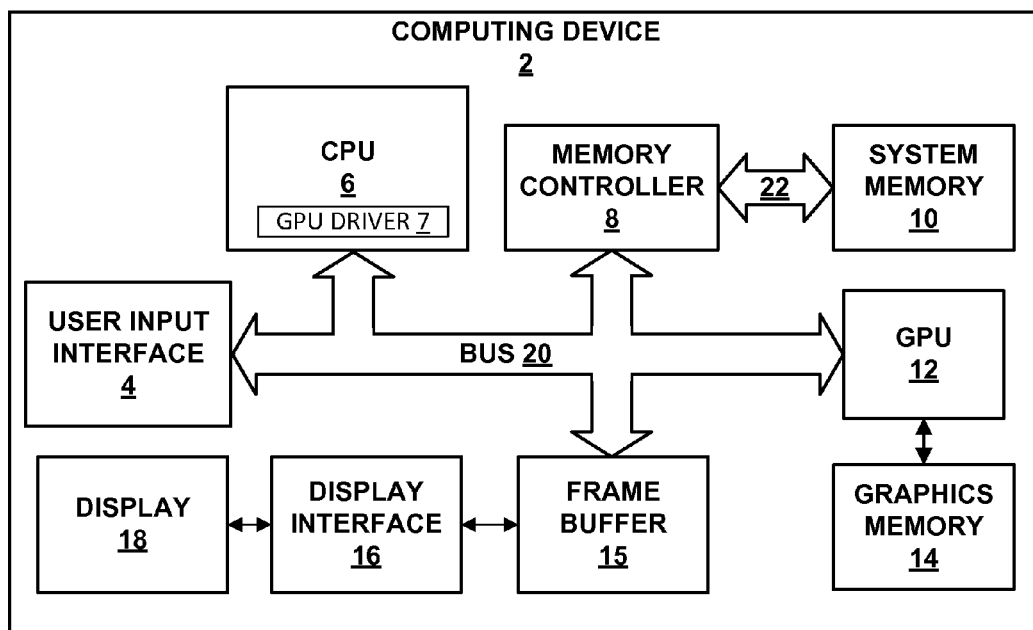 COMPUTING DEVICE
2
CPU
6
GPU DRIVER 7
MEMORY
CONTROLLER
8
22
SYSTEM
MEMORY
10
USER INPUT
INTERFACE
4
BUS 20
GPU
12
DISPLAY
18
DISPLAY
INTERFACE
16
FRAME
BUFFER
15
GRAPHICS
MEMORY
14